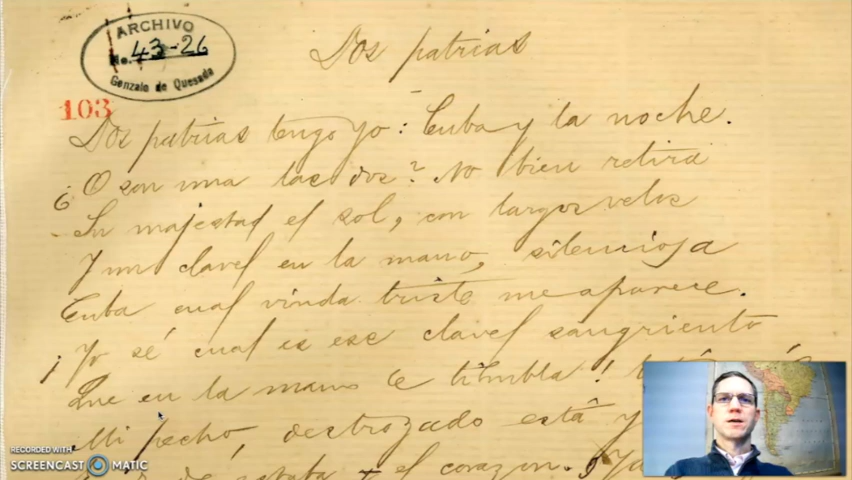 ARCHIVO
No. 43-26
Gonzalo de Quesada
103
Dos patrias
Dos patrias tengo yo: Cuba y la noche.
¿O son una las dos? No bien retira
Su majestad el sol, con largos velos
Y un clavel en la mano, silenciosa
Cuba cual viuda triste me aparece.
¡Yo sé cual es ese clavel sangriento
Que en la mano le tiembla!
Mi pecho, destrozado está y
el corazon. Ya
RECORDED WITH
SCREENCAST MATIC